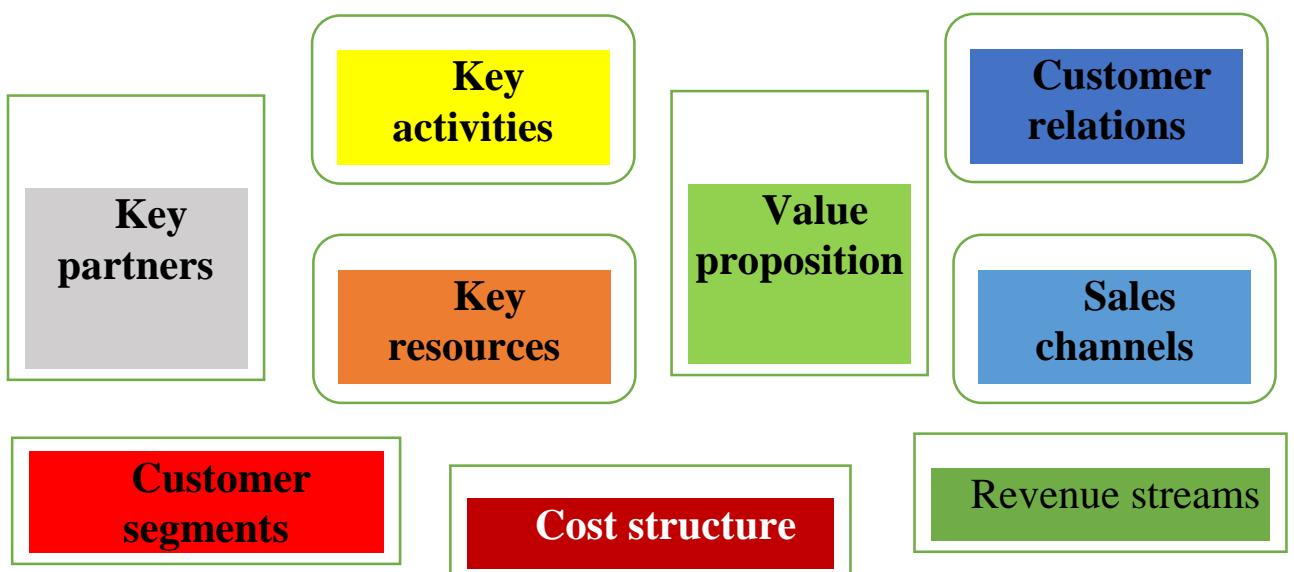 Key
activities
Customer
relations
Key
partners
Value
proposition
Key
resources
Sales
channels
Customer
segments
Cost structure
Revenue streams